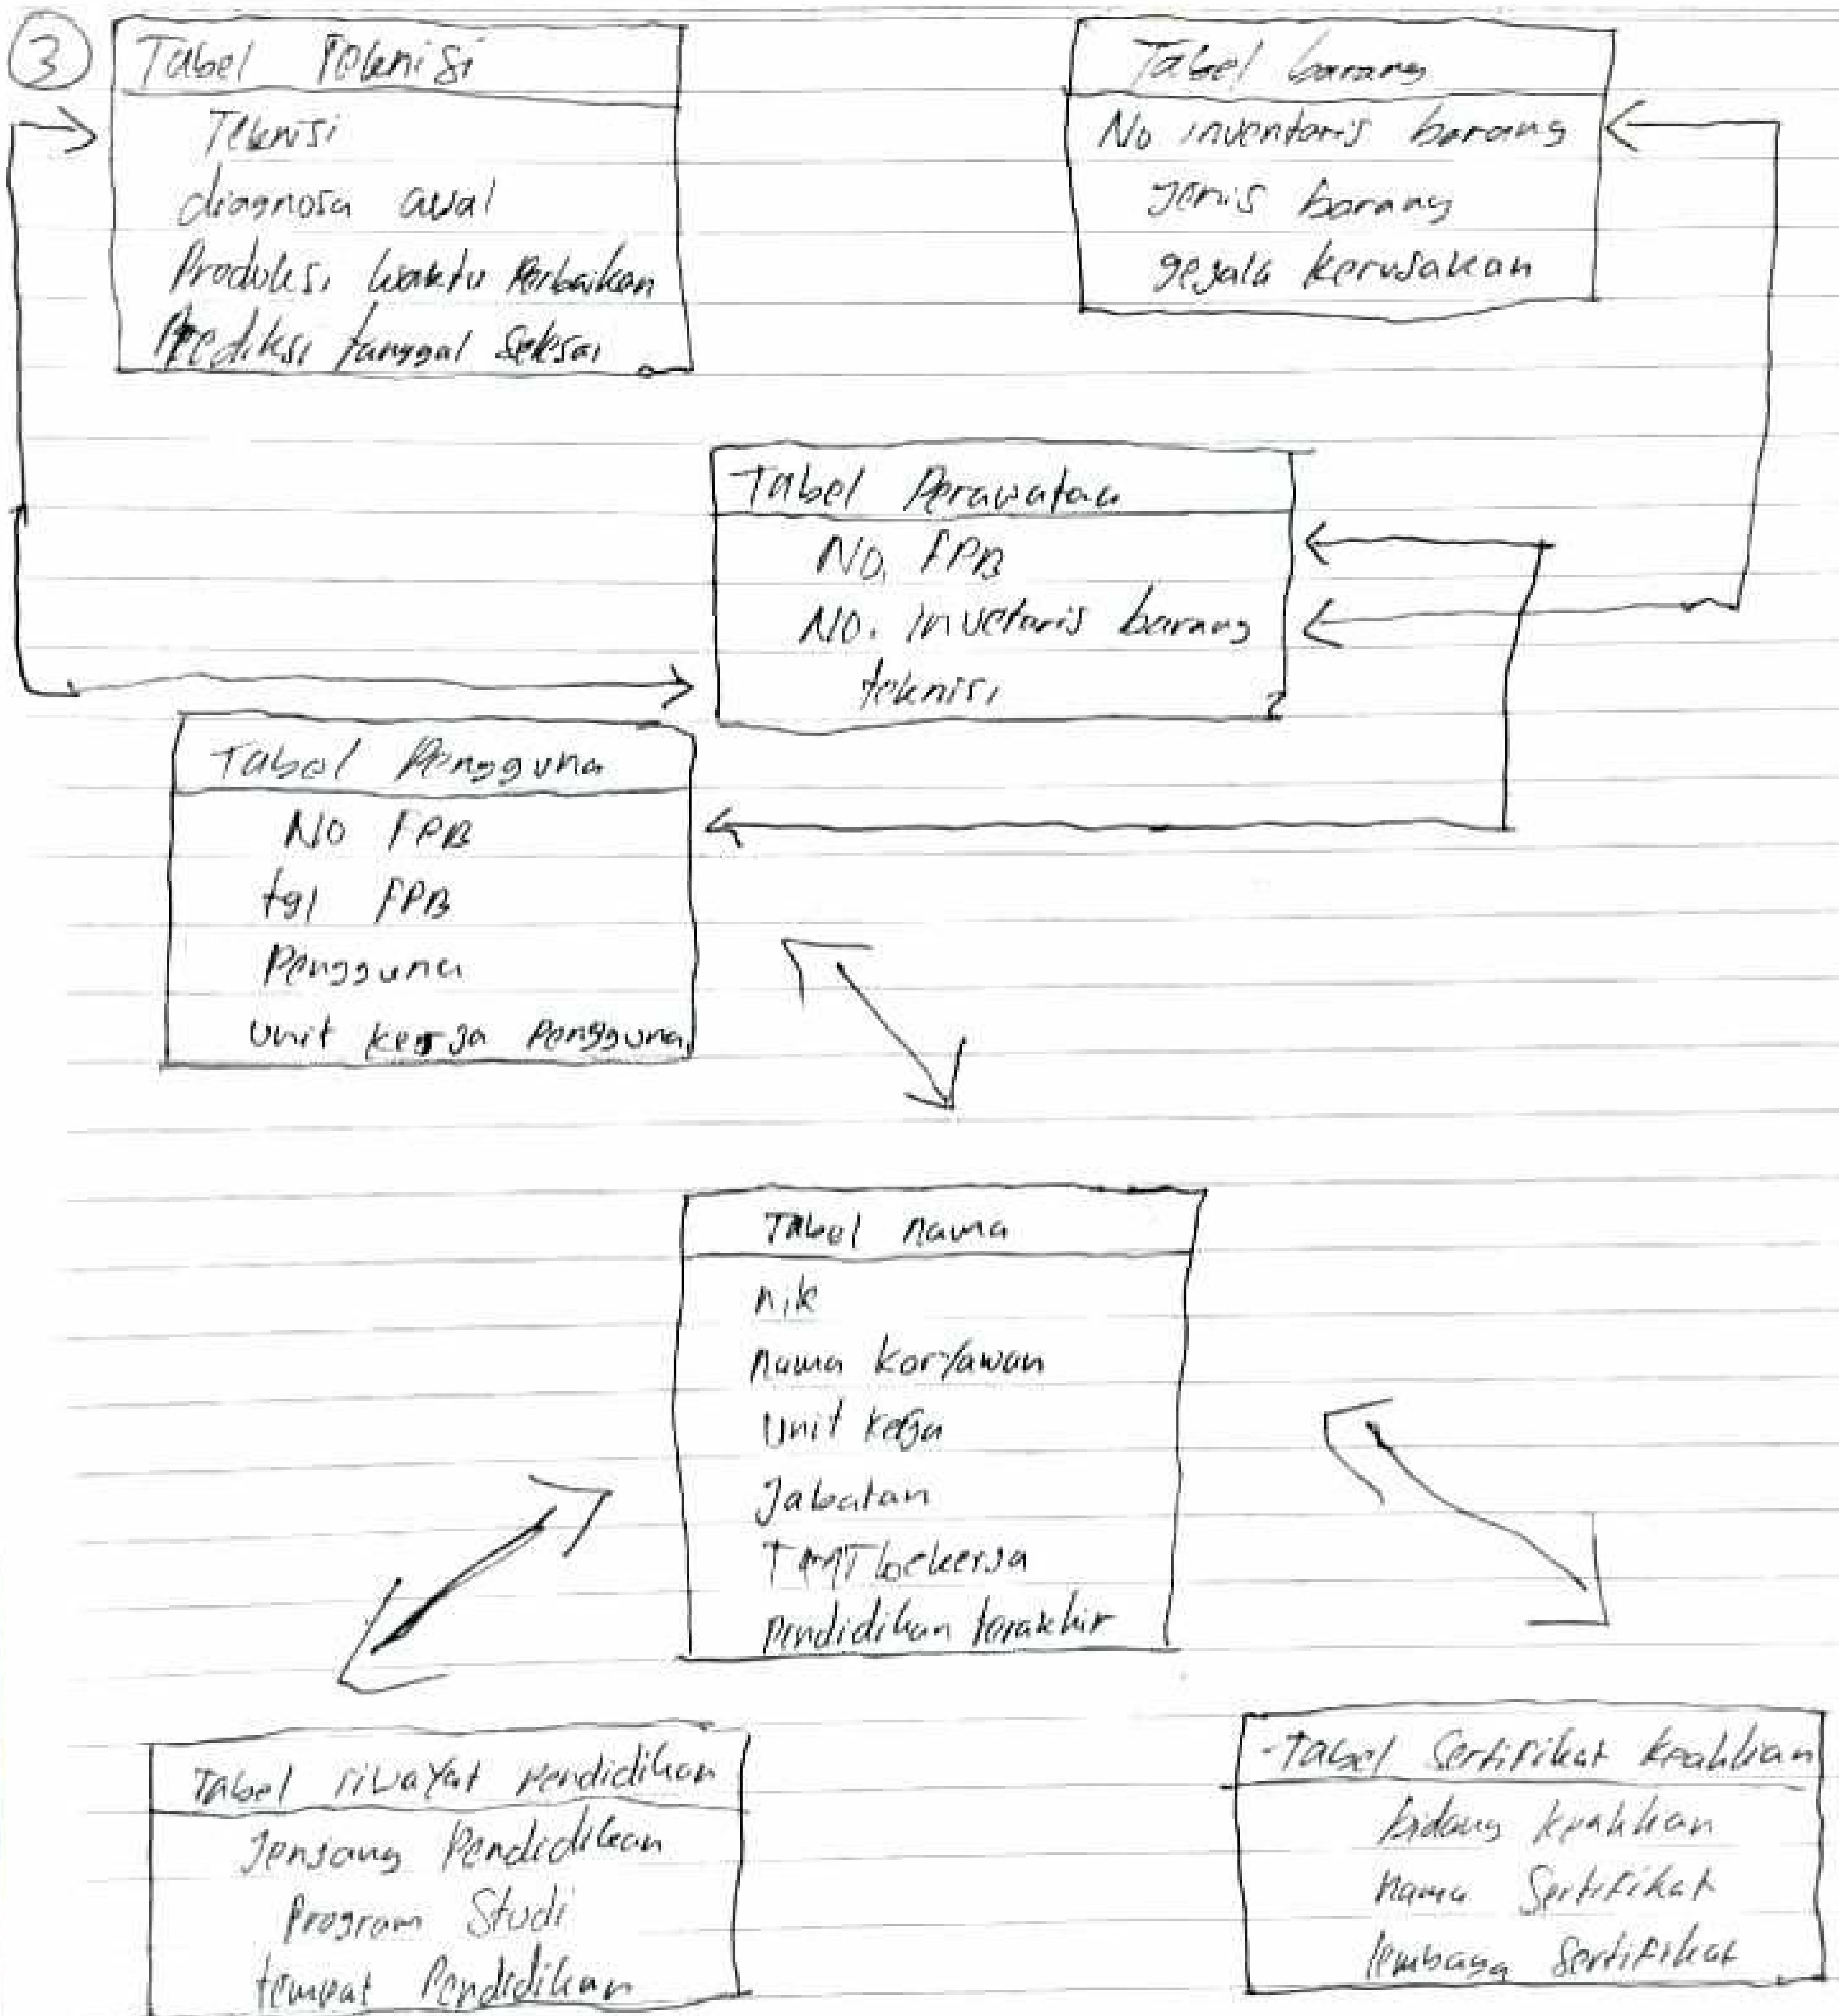 3
Tabel Teknisi
Teknisi
diagnosa awal
Produksi waktu Perbaikan
Prediksi tanggal Selesai
Tabel barang
No inventaris barang
Jenis barang
gejala kerusakan
Tabel Perawatan
No. FPB
No. invetaris barang
teknisi
Tabel Pengguna
No FPB
tgl FPB
Pengguna
Unit kerja Pengguna
Tabel nama
nik
nama karyawan
Unit kerja
Jabatan
TMT bekerja
Pendidikan terakhir
Tabel riwayat Pendidikan
Jenjang Pendidikan
Program Studi
tempat Pendidikan
Tabel Sertifikat keahlian
bidang keahlian
nama Sertifikat
lembaga Sertifikat